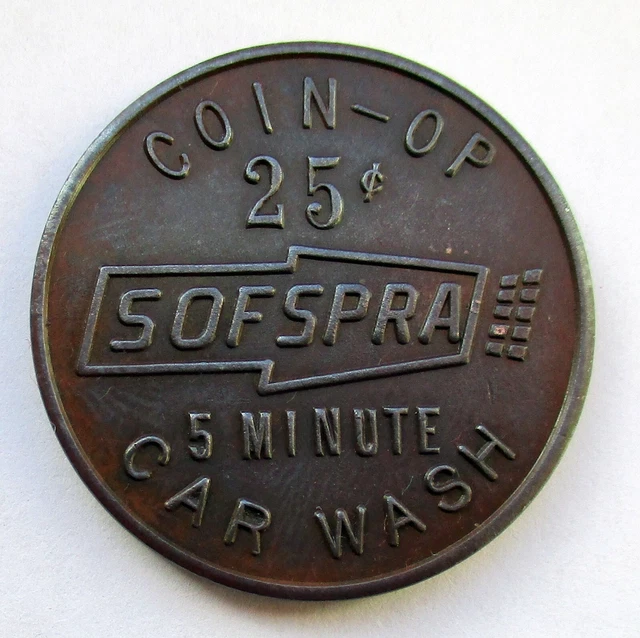 COIN-OP
25¢
SOFSPRA
5 MINUTE
CAR WASH